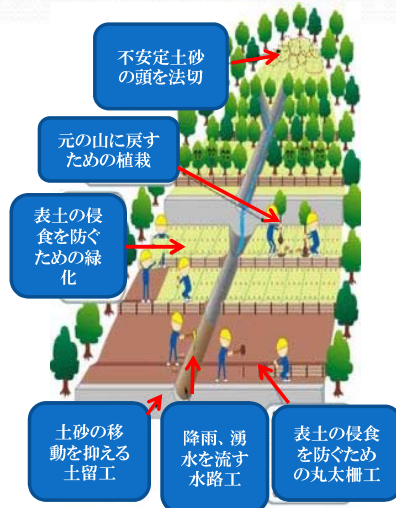 不安定土砂
の頭を法切
元の山に戻す
ための植栽
表土の侵
食を防ぐ
ための緑
化
土砂の移
動を抑える
土留工
降雨、湧
水を流す
水路工
表土の侵食
を防ぐため
の丸太柵工